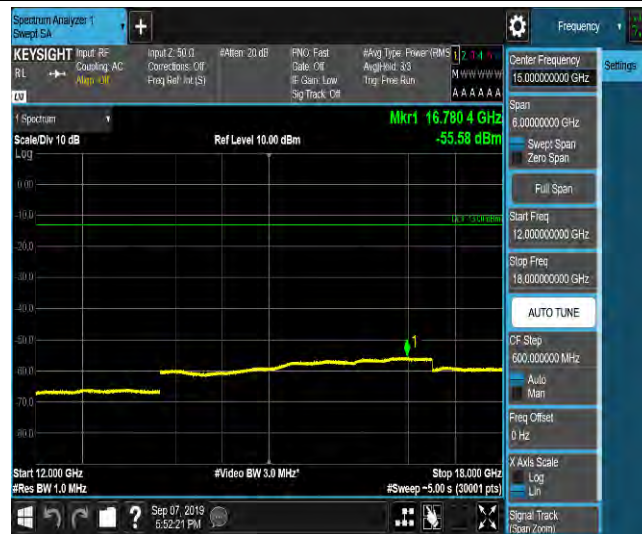 Spectrum Analyzer 1
Swept SA
Frequency
KEYSIGHT
Input: RF
RL
Coupling: AC
Align: Off
Input Z: 50 Ω
Corrections: Off
Freq Ref: Int (S)
#Atten: 20 dB
PNO: Fast
Gate: Off
IF Gain: Low
Sig Track: Off
#Avg Type: Power (RMS
Avg|Hold: 3/3
Trig: Free Run
1 2 3 4
M W W W W W
A A A A A A
LW
1 Spectrum
Scale/Div 10 dB
Log
Ref Level 10.00 dBm
Mkr1 16.780 4 GHz
-55.58 dBm
0.00
-10.0
-20.0
-30.0
-40.0
-50.0
-60.0
-70.0
-80.0
1
Start 12.000 GHz
#Res BW 1.0 MHz
#Video BW 3.0 MHz*
Stop 18.000 GHz
#Sweep ~5.00 s (30001 pts)
Sep 07, 2019
5:52:21 PM
Center Frequency
15.000000000 GHz
Settings
Span
6.00000000 GHz
Swept Span
Zero Span
Full Span
Start Freq
12.000000000 GHz
Stop Freq
18.000000000 GHz
AUTO TUNE
CF Step
600.000000 MHz
Auto
Man
Freq Offset
0 Hz
X Axis Scale
Log
Lin
Signal Track
(Span Zoom)